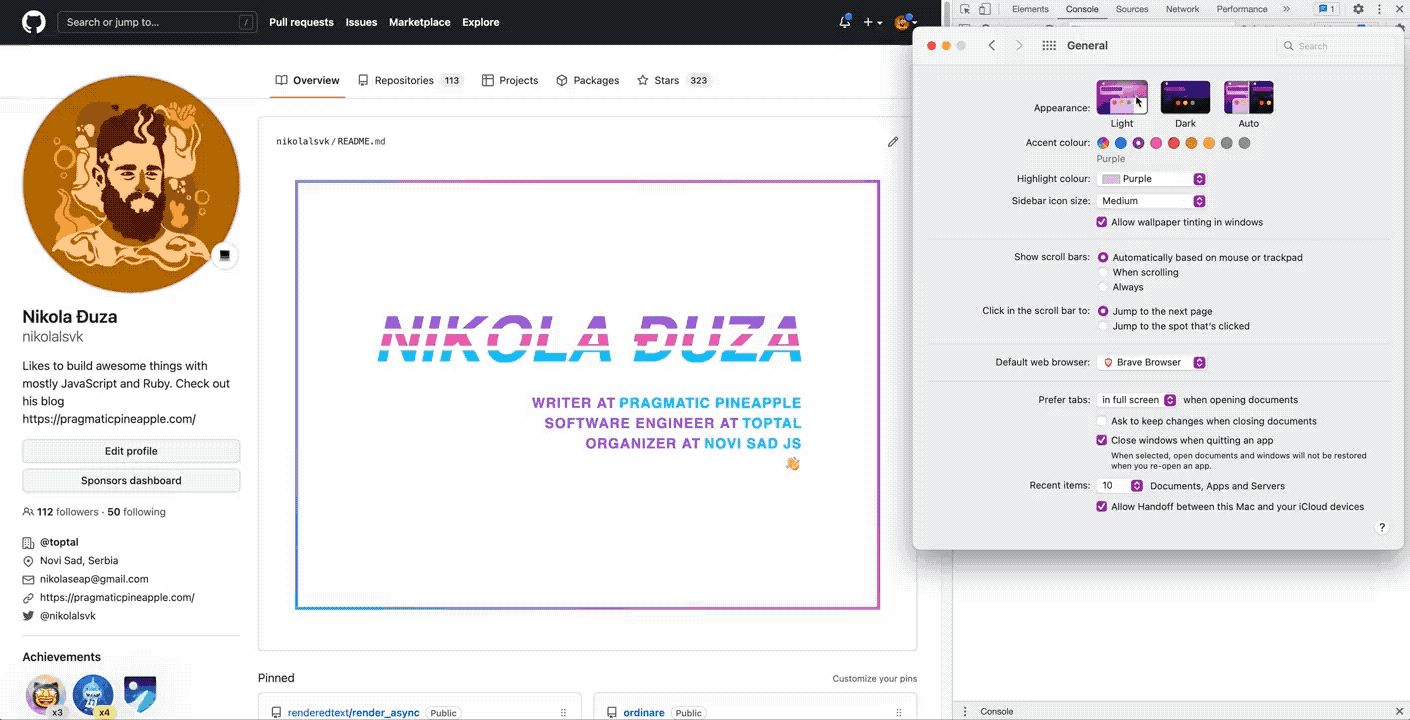 Search or jump to... /
Pull requests Issues Marketplace Explore
Overview Repositories 113 Projects Packages Stars 323
nikolalsvk/README.md
NIKOLA ĐUZA
WRITER AT PRAGMATIC PINEAPPLE
SOFTWARE ENGINEER AT TOPTAL
ORGANIZER AT NOVI SAD JS
👋
Nikola Đuza
nikolalsvk
Likes to build awesome things with
mostly JavaScript and Ruby. Check out
his blog
https://pragmaticpineapple.com/
Edit profile
Sponsors dashboard
112 followers · 50 following
@toptal
Novi Sad, Serbia
nikolaseap@gmail.com
https://pragmaticpineapple.com/
@nikolalsvk
Achievements
x3 x4
Pinned Customize your pins
renderedtext/render_async Public
ordinare Public
Elements Console Sources Network Performance » 1
General
Search
Appearance:
Light Dark Auto
Accent colour:
Purple
Highlight colour: Purple
Sidebar icon size: Medium
Allow wallpaper tinting in windows
Show scroll bars: Automatically based on mouse or trackpad
When scrolling
Always
Click in the scroll bar to: Jump to the next page
Jump to the spot that's clicked
Default web browser: Brave Browser
Prefer tabs: in full screen when opening documents
Ask to keep changes when closing documents
Close windows when quitting an app
When selected, open documents and windows will not be restored
when you re-open an app.
Recent items: 10 Documents, Apps and Servers
Allow Handoff between this Mac and your iCloud devices
?
Console